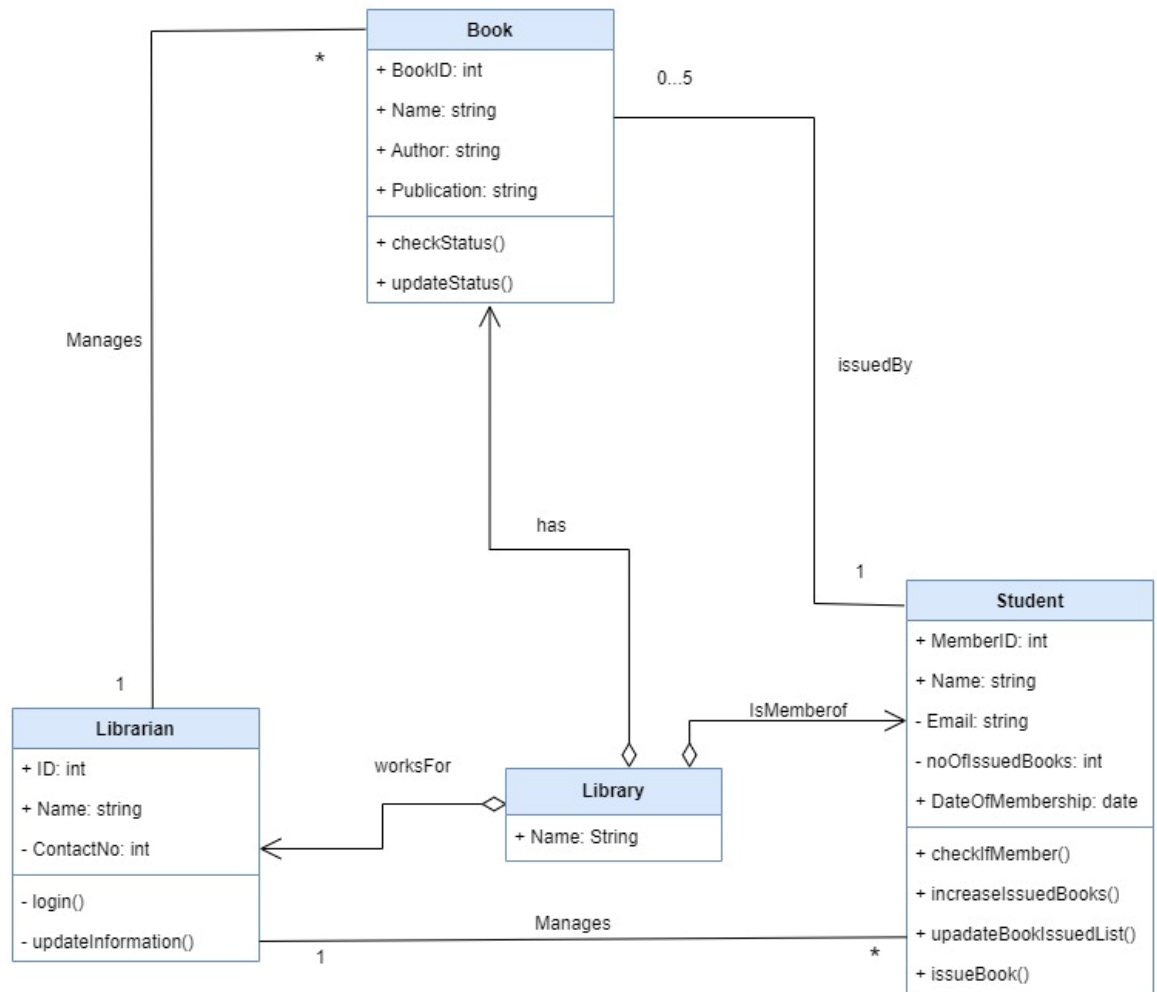 Book
+ BookID: int
+ Name: string
+ Author: string
+ Publication: string
+ checkStatus()
+ updateStatus()
*
0...5
Manages
issuedBy
has
1
1
Student
+ MemberID: int
+ Name: string
- Email: string
- noOfIssuedBooks: int
+ DateOfMembership: date
+ checkIfMember()
+ increaseIssuedBooks()
+ upadateBookIssuedList()
+ issueBook()
Librarian
+ ID: int
+ Name: string
- ContactNo: int
- login()
- updateInformation()
IsMemberof
worksFor
Library
+ Name: String
Manages
1
*